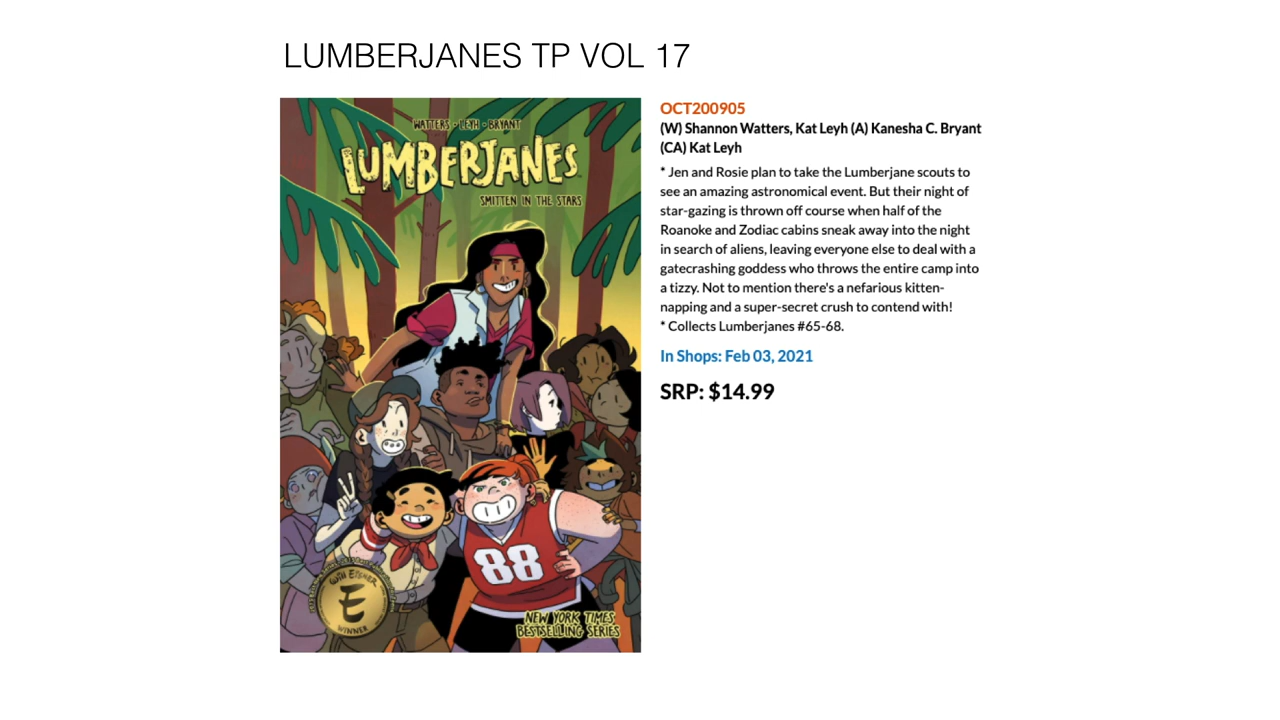 LUMBERJANES TP VOL 17
WATTERS · LEYH · BRYANT
LUMBERJANES
SMITTEN IN THE STARS
88
WILL EISNER
E
WINNER
NEW YORK TIMES
BESTSELLING SERIES
OCT200905
(W) Shannon Watters, Kat Leyh (A) Kanesha C. Bryant
(CA) Kat Leyh
* Jen and Rosie plan to take the Lumberjane scouts to
see an amazing astronomical event. But their night of
star-gazing is thrown off course when half of the
Roanoke and Zodiac cabins sneak away into the night
in search of aliens, leaving everyone else to deal with a
gatecrashing goddess who throws the entire camp into
a tizzy. Not to mention there's a nefarious kitten-
napping and a super-secret crush to contend with!
* Collects Lumberjanes #65-68.
In Shops: Feb 03, 2021
SRP: $14.99